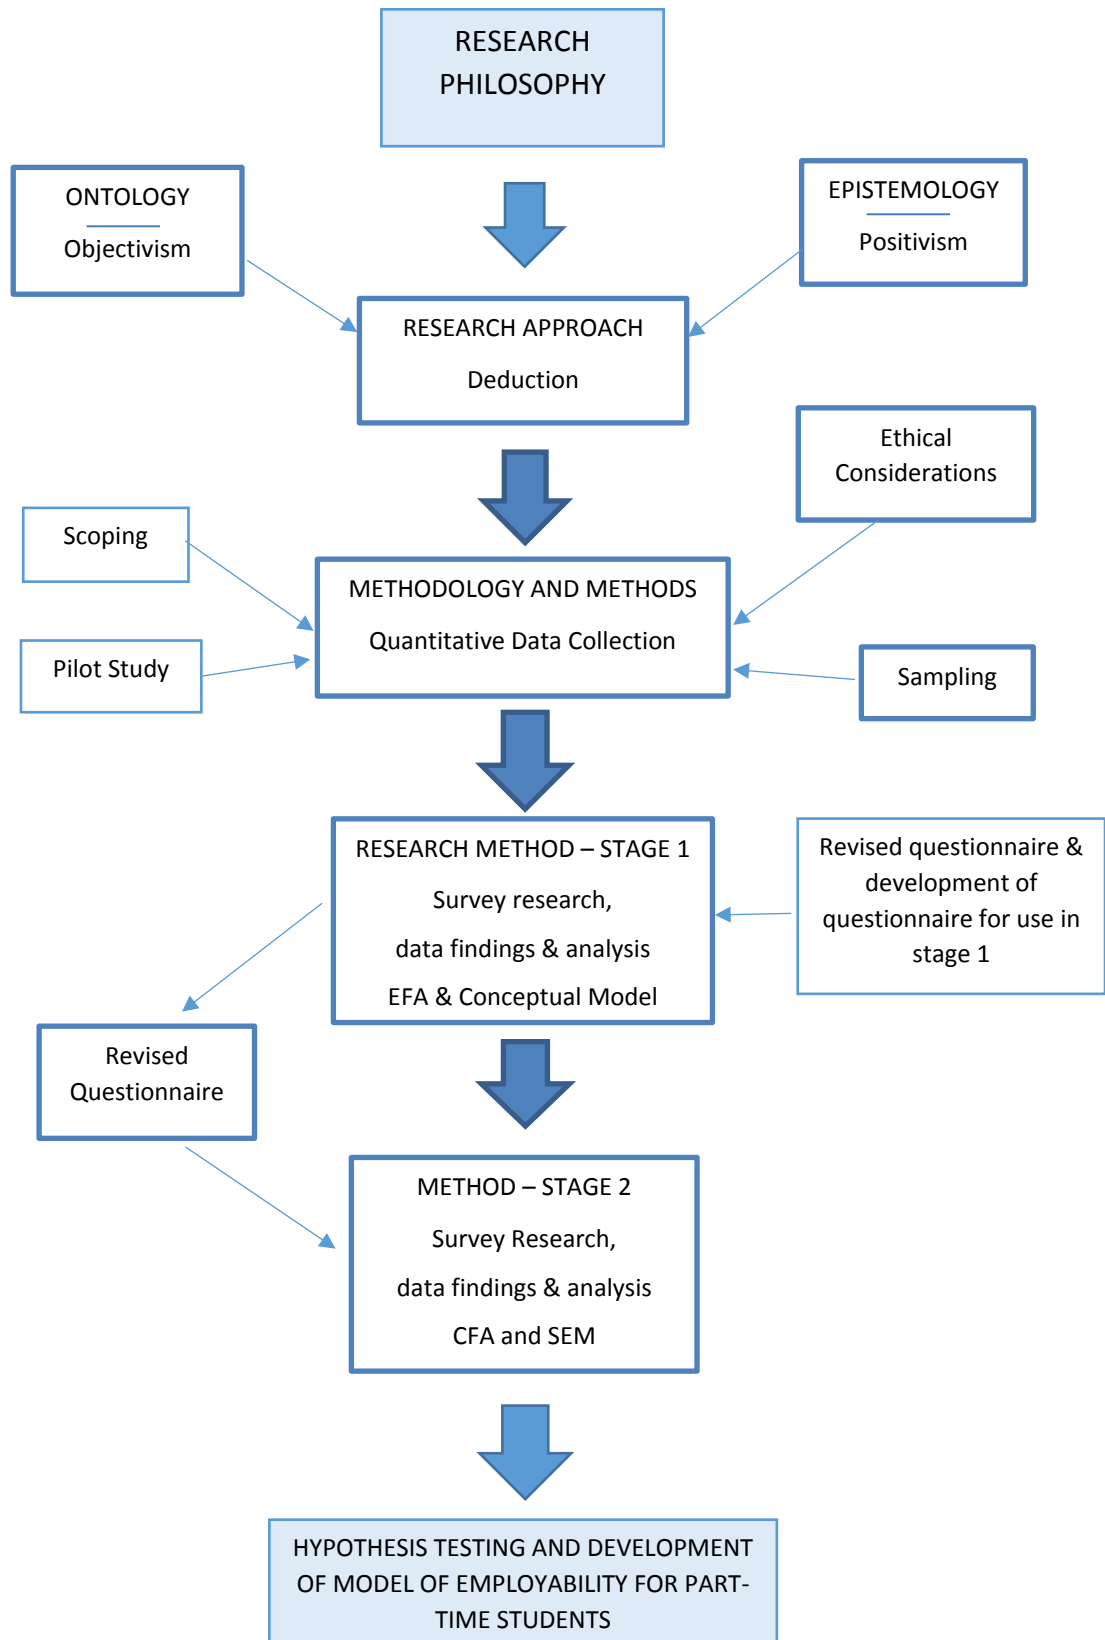 RESEARCH
PHILOSOPHY
ONTOLOGY
Objectivism
EPISTEMOLOGY
Positivism
RESEARCH APPROACH
Deduction
Ethical
Considerations
Scoping
METHODOLOGY AND METHODS
Quantitative Data Collection
Pilot Study
Sampling
RESEARCH METHOD – STAGE 1
Survey research,
data findings & analysis
EFA & Conceptual Model
Revised questionnaire &
development of
questionnaire for use in
stage 1
Revised
Questionnaire
METHOD – STAGE 2
Survey Research,
data findings & analysis
CFA and SEM
HYPOTHESIS TESTING AND DEVELOPMENT
OF MODEL OF EMPLOYABILITY FOR PART-
TIME STUDENTS